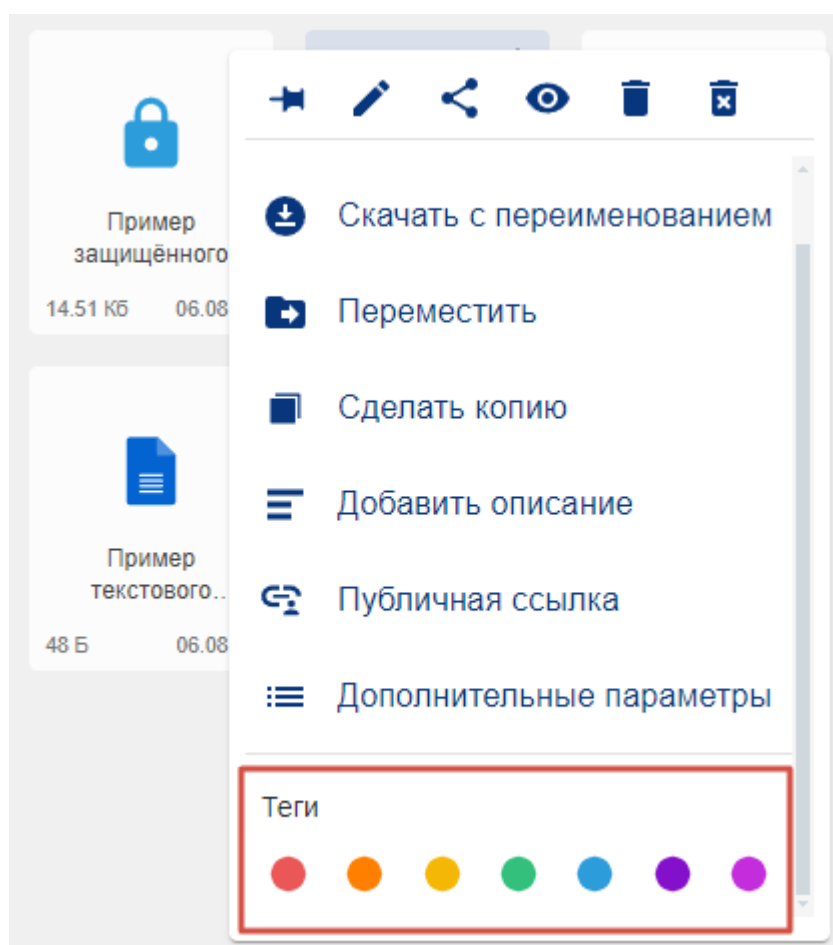 Пример
защищённого
14.51 Кб 06.08
Пример
текстового..
48 Б 06.08
Скачать с переименованием
Переместить
Сделать копию
Добавить описание
Публичная ссылка
Дополнительные параметры
Теги